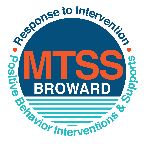 Response to Intervention
MTSS
BROWARD
Positive Behavior Interventions & Supports